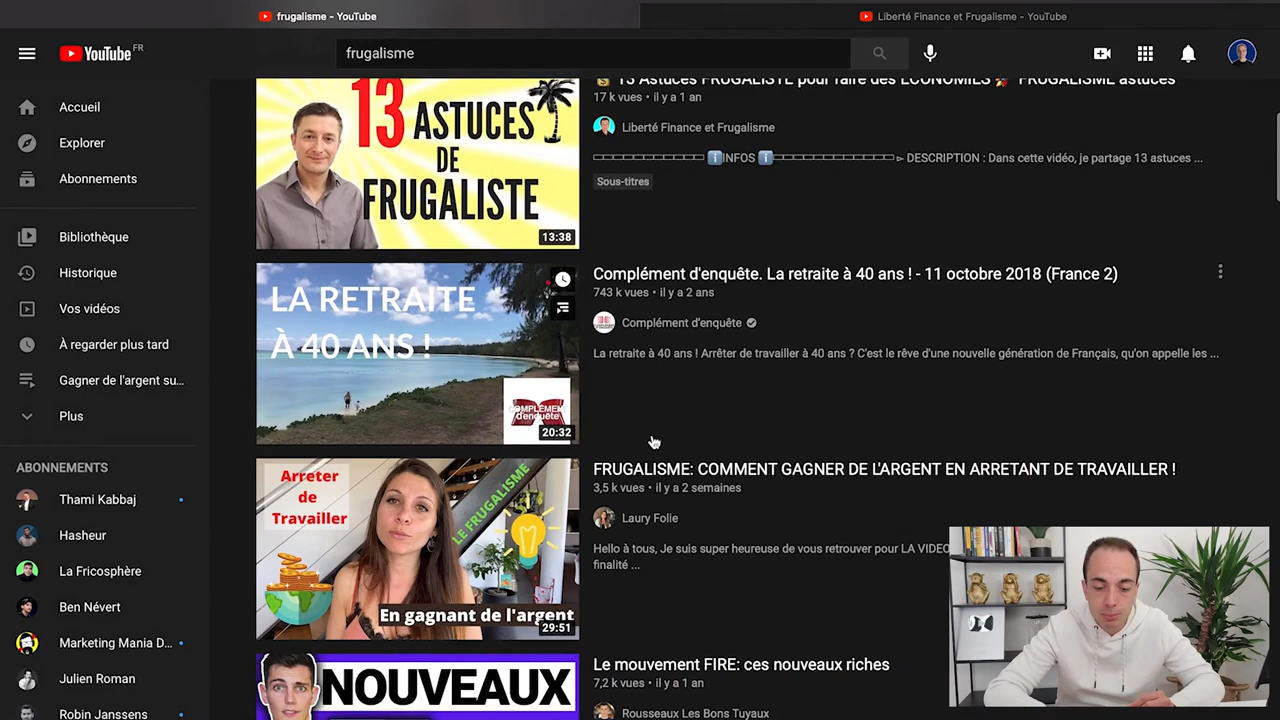 frugalisme - YouTube
Liberté Finance et Frugalisme - YouTube
YouTube FR
frugalisme
Accueil
Explorer
Abonnements
Bibliothèque
Historique
Vos vidéos
À regarder plus tard
Gagner de l'argent su...
Plus
ABONNEMENTS
Thami Kabbaj
Hasheur
La Fricosphère
Ben Névert
Marketing Mania D...
Julien Roman
Robin Janssens
13 ASTUCES
DE
FRUGALISTE
13:38
13 Astuces FRUGALISTE pour faire des ECONOMIES 🎉 FRUGALISME astuces
17 k vues • il y a 1 an
Liberté Finance et Frugalisme
ℹ️INFOS ℹ️ ▻ DESCRIPTION : Dans cette vidéo, je partage 13 astuces ...
Sous-titres
LA RETRAITE
À 40 ANS !
COMPLÉMENT
d'enquête
20:32
Complément d'enquête. La retraite à 40 ans ! - 11 octobre 2018 (France 2)
743 k vues • il y a 2 ans
Complément d'enquête
La retraite à 40 ans ! Arrêter de travailler à 40 ans ? C'est le rêve d'une nouvelle génération de Français, qu'on appelle les ...
Arreter
de
Travailler
LE FRUGALISME
En gagnant de l'argent
29:51
FRUGALISME: COMMENT GAGNER DE L'ARGENT EN ARRETANT DE TRAVAILLER !
3,5 k vues • il y a 2 semaines
Laury Folie
Hello à tous, Je suis super heureuse de vous retrouver pour LA VIDEO
finalité ...
NOUVEAUX
Le mouvement FIRE: ces nouveaux riches
7,2 k vues • il y a 1 an
Rousseaux Les Bons Tuyaux